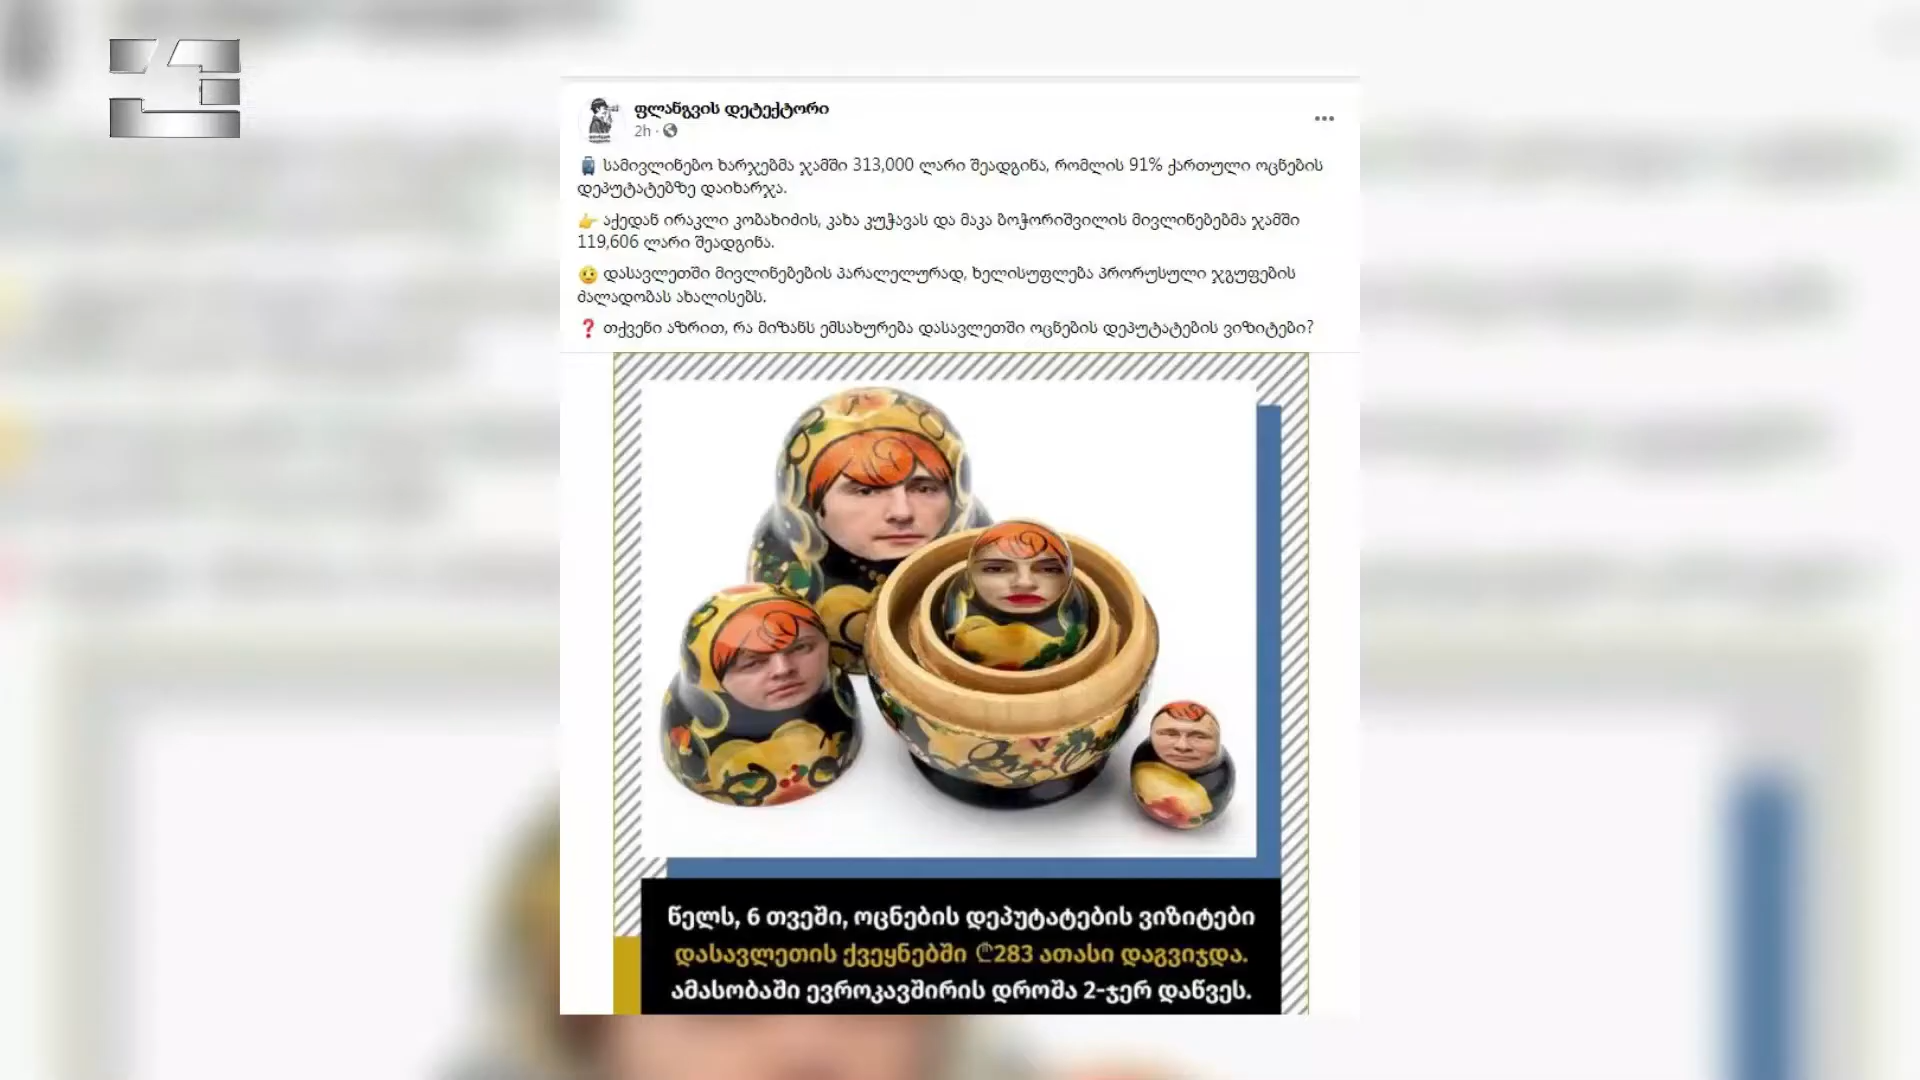 ფლანგვის დეტექტორი
2h ·
სამივლინებო ხარჯებმა ჯამში 313,000 ლარი შეადგინა, რომლის 91% ქართული ოცნების
დეპუტატებზე დაიხარჯა.
აქედან ირაკლი კობახიძის, კახა კუჭავას და მაკა ბოჭორიშვილის მივლინებებმა ჯამში
119,606 ლარი შეადგინა.
დასავლეთში მივლინებების პარალელურად, ხელისუფლება პრორუსული ჯგუფების
ძალადობას ახალისებს.
თქვენი აზრით, რა მიზანს ემსახურება დასავლეთში ოცნების დეპუტატების ვიზიტები?
წელს, 6 თვეში, ოცნების დეპუტატების ვიზიტები
დასავლეთის ქვეყნებში ₾283 ათასი დაგვიჯდა.
ამასობაში ევროკავშირის დროშა 2-ჯერ დაწვეს.